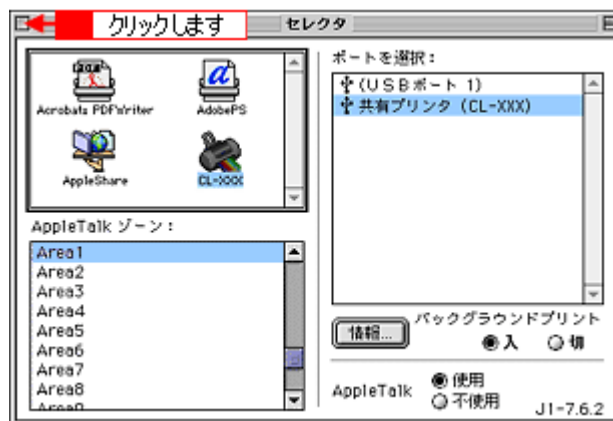 クリックします
セレクタ
Acrobats PDFWriter
AdobePS
AppleShare
CL-XXX
AppleTalk ゾーン：
Area1
Area2
Area3
Area4
Area5
Area6
Area7
Area8
Area9
ポートを選択：
(USBポート 1)
共有プリンタ (CL-XXX)
情報...
バックグラウンドプリント
入
切
AppleTalk
使用
不使用
J1-7.6.2